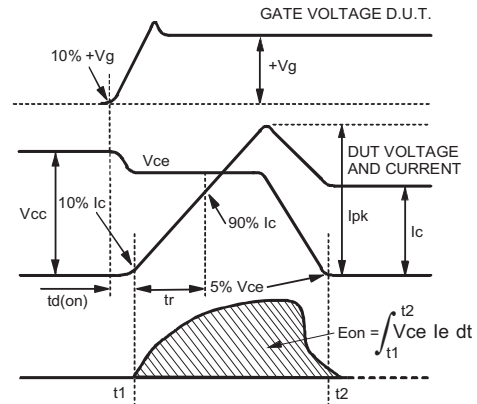 GATE VOLTAGE D.U.T.
10% +Vg
+Vg
Vce
DUT VOLTAGE
AND CURRENT
Vcc
10% Ic
90% Ic
Ipk
Ic
td(on)
tr
5% Vce
Eon = ∫ Vce Ie dt
t2
t1
t1
t2